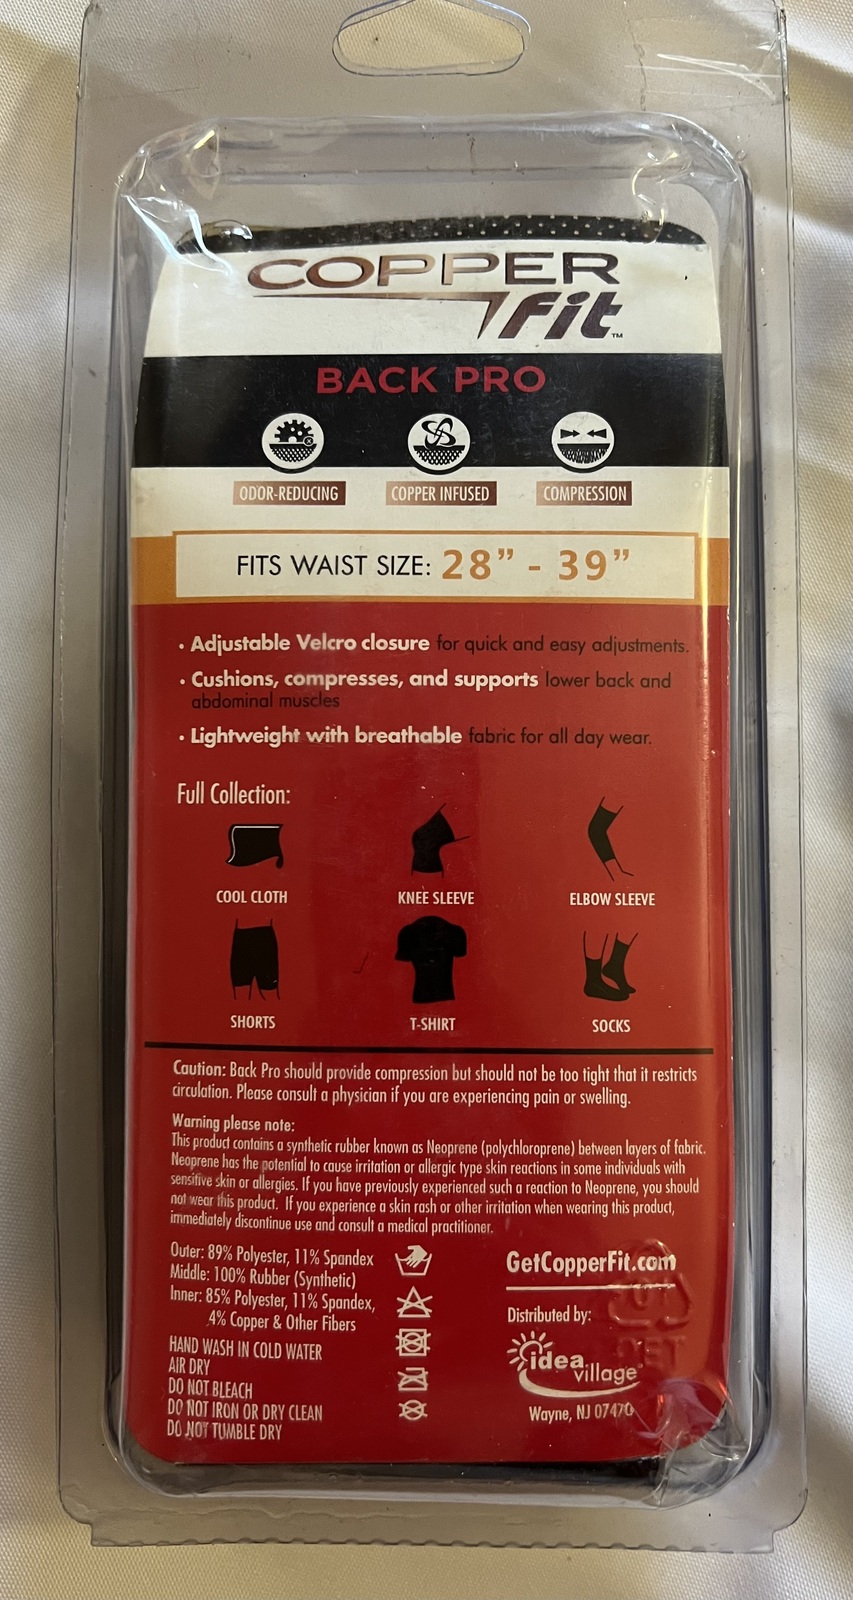 COPPER
Fit™
BACK PRO
ODOR-REDUCING COPPER INFUSED COMPRESSION
FITS WAIST SIZE: 28” - 39”
• Adjustable Velcro closure for quick and easy adjustments.
• Cushions, compresses, and supports lower back and
abdominal muscles
• Lightweight with breathable fabric for all day wear.
Full Collection:
COOL CLOTH KNEE SLEEVE ELBOW SLEEVE
SHORTS T-SHIRT SOCKS
Caution: Back Pro should provide compression but should not be too tight that it restricts
circulation. Please consult a physician if you are experiencing pain or swelling.
Warning please note:
This product contains a synthetic rubber known as Neoprene (polychloroprene) between layers of fabric.
Neoprene has the potential to cause irritation or allergic type skin reactions in some individuals with
sensitive skin or allergies. If you have previously experienced such a reaction to Neoprene, you should
not wear this product. If you experience a skin rash or other irritation when wearing this product,
immediately discontinue use and consult a medical practitioner.
Outer: 89% Polyester, 11% Spandex
Middle: 100% Rubber (Synthetic)
Inner: 85% Polyester, 11% Spandex,
4% Copper & Other Fibers
HAND WASH IN COLD WATER
AIR DRY
DO NOT BLEACH
DO NOT IRON OR DRY CLEAN
DO NOT TUMBLE DRY
GetCopperFit.com
Distributed by:
idea
village
Wayne, NJ 07470